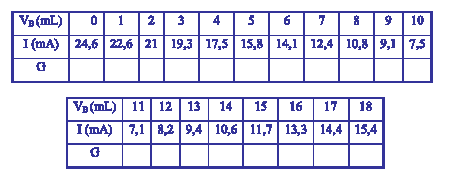 V_B (mL) 0 1 2 3 4 5 6 7 8 9 10
I (mA) 24,6 22,6 21 19,3 17,5 15,8 14,1 12,4 10,8 9,1 7,5
G
V_B (mL) 11 12 13 14 15 16 17 18
I (mA) 7,1 8,2 9,4 10,6 11,7 13,3 14,4 15,4
G